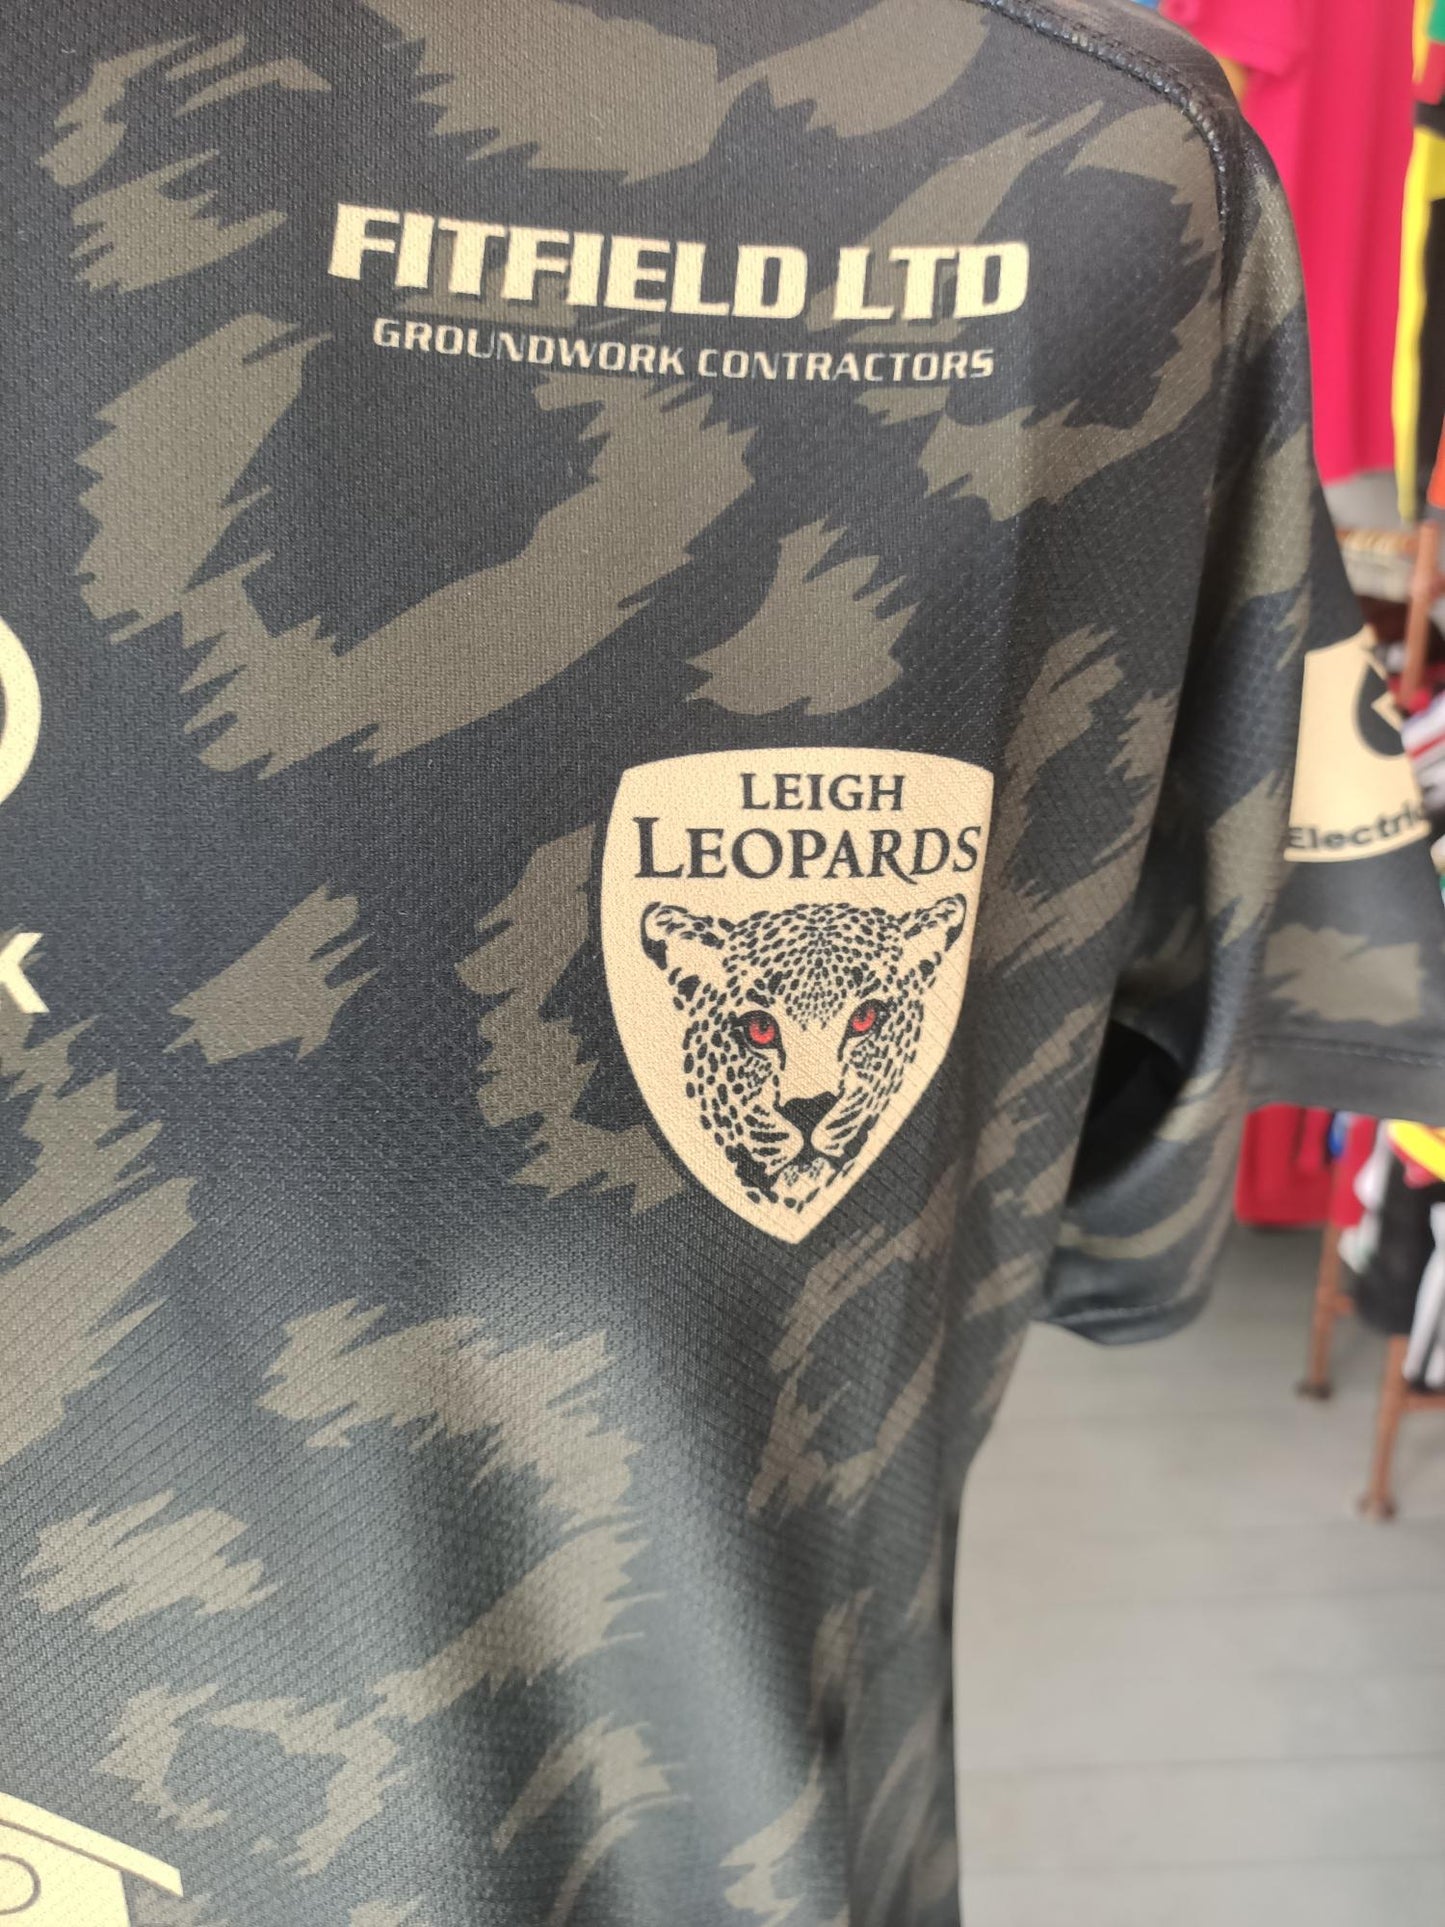 FITFIELD LTD
GROUNDWORK CONTRACTORS
LEIGH
LEOPARDS
K